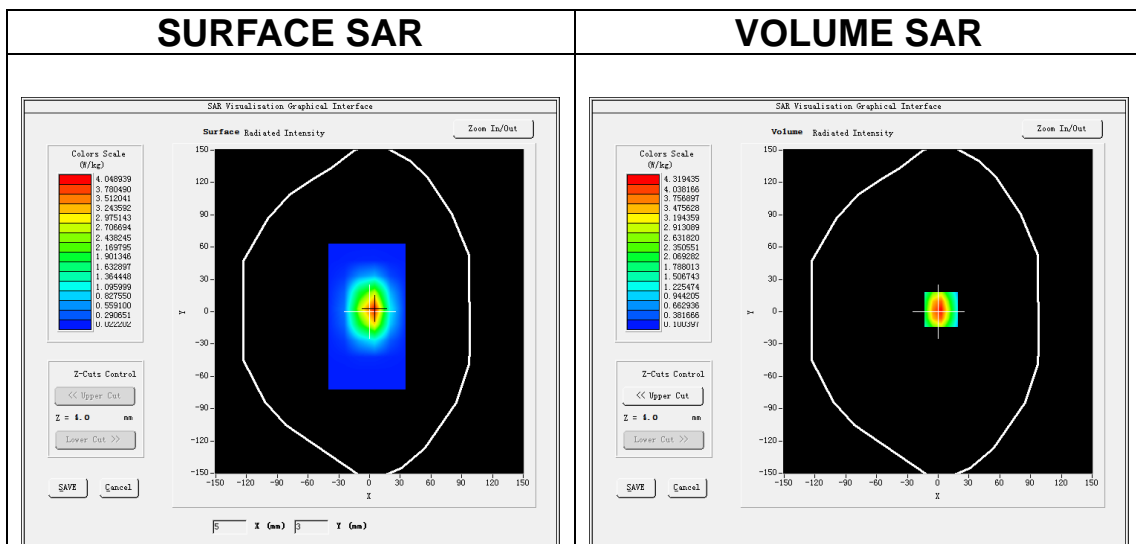 SURFACE SAR
VOLUME SAR
SAR Visualisation Graphical Interface
Surface Radiated Intensity
Zoom In/Out
Colors Scale
(W/kg)
4.048939
3.780490
3.512041
3.243592
2.975143
2.706694
2.438245
2.169795
1.901346
1.632897
1.364448
1.095999
0.827550
0.559100
0.290651
0.022202
150
120
90
60
30
0
-30
-60
-90
-120
-150
Y
-150 -120 -90 -60 -30 0 30 60 90 120 150
X
Z-Cuts Control
<< Upper Cut
Z = 4.0 mm
Lower Cut >>
SAVE Cancel
5 X (mm) 3 Y (mm)
SAR Visualisation Graphical Interface
Volume Radiated Intensity
Zoom In/Out
Colors Scale
(W/kg)
4.319435
4.038166
3.756897
3.475628
3.194359
2.913089
2.631820
2.350551
2.069282
1.788013
1.506743
1.225474
0.944205
0.662936
0.381666
0.100397
150
120
90
60
30
0
-30
-60
-90
-120
-150
Y
-150 -120 -90 -60 -30 0 30 60 90 120 150
X
Z-Cuts Control
<< Upper Cut
Z = 4.0 mm
Lower Cut >>
SAVE Cancel